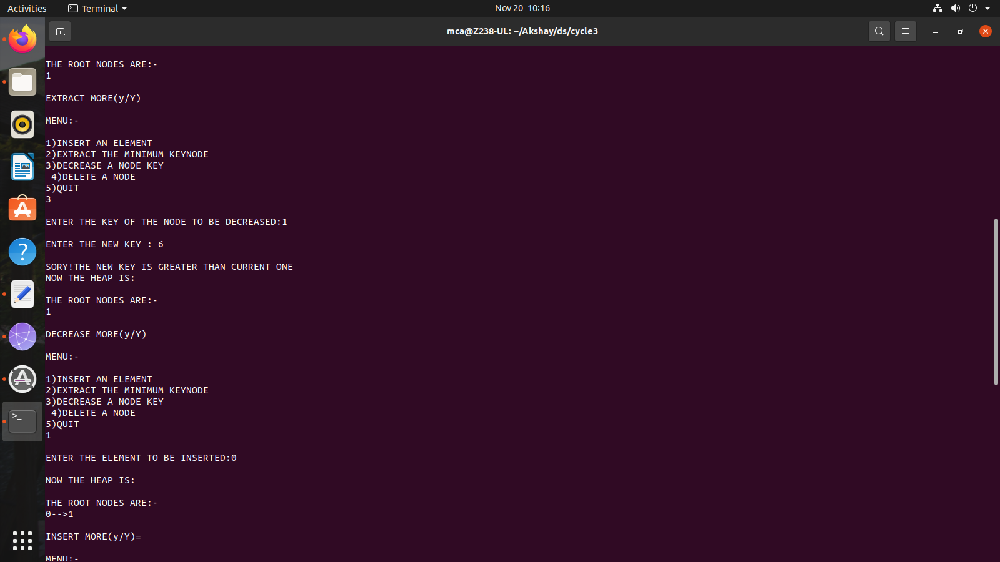 Activities
Terminal
Nov 20 10:16
mca@Z238-UL: ~/Akshay/ds/cycle3
THE ROOT NODES ARE:-
1
EXTRACT MORE(y/Y)
MENU:-
1)INSERT AN ELEMENT
2)EXTRACT THE MINIMUM KEYNODE
3)DECREASE A NODE KEY
4)DELETE A NODE
5)QUIT
3
ENTER THE KEY OF THE NODE TO BE DECREASED:1
ENTER THE NEW KEY : 6
SORY!THE NEW KEY IS GREATER THAN CURRENT ONE
NOW THE HEAP IS:
THE ROOT NODES ARE:-
1
DECREASE MORE(y/Y)
MENU:-
1)INSERT AN ELEMENT
2)EXTRACT THE MINIMUM KEYNODE
3)DECREASE A NODE KEY
4)DELETE A NODE
5)QUIT
1
ENTER THE ELEMENT TO BE INSERTED:0
NOW THE HEAP IS:
THE ROOT NODES ARE:-
0-->1
INSERT MORE(y/Y)=
MENU:-